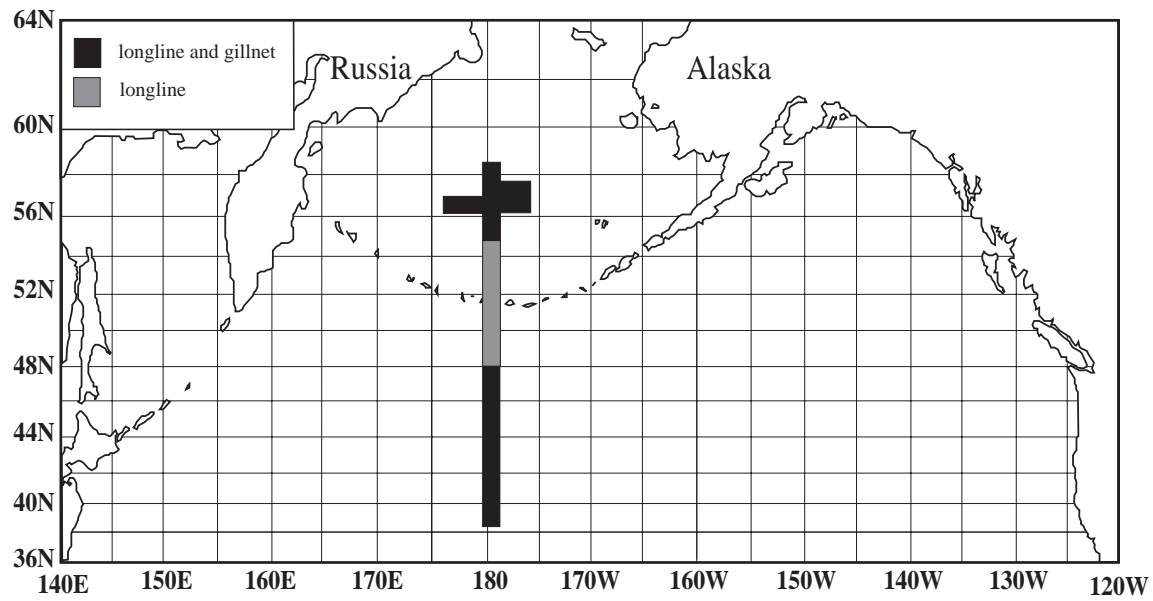 64N
longline and gillnet
longline
Russia
Alaska
60N
56N
52N
48N
44N
40N
36N
140E 150E 160E 170E 180 170W 160W 150W 140W 130W 120W